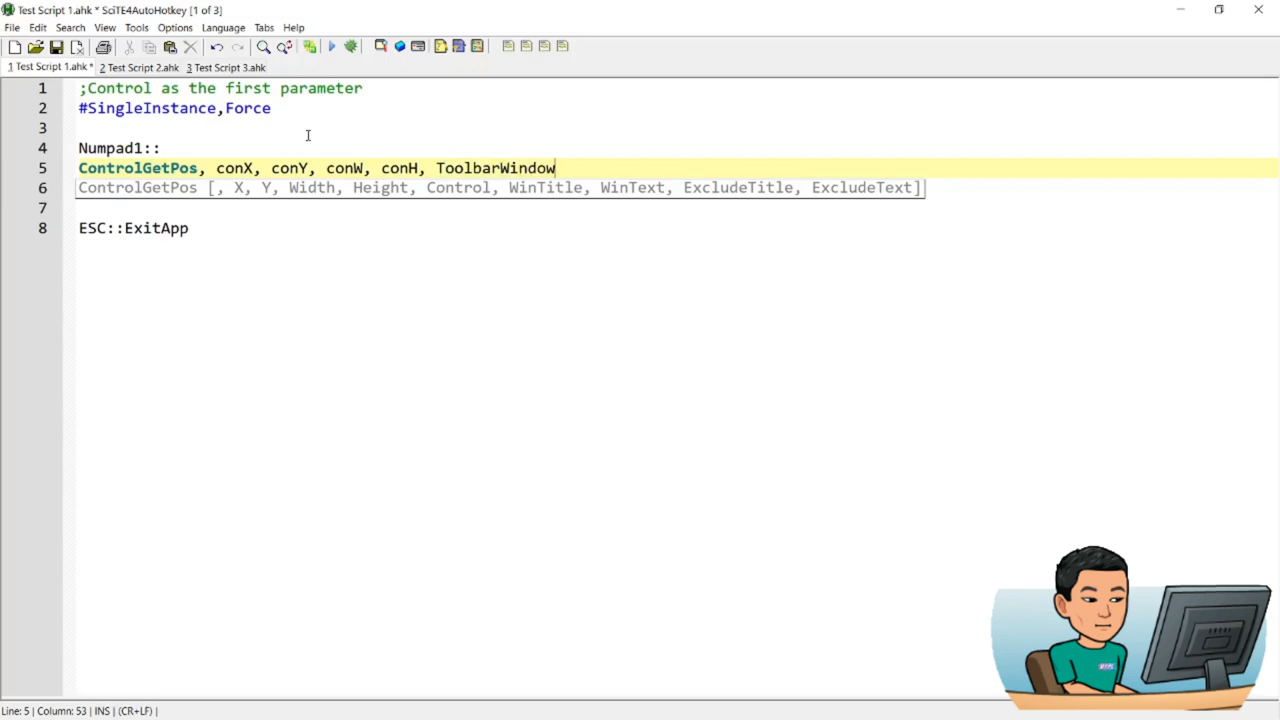 Test Script 1.ahk * SciTE4AutoHotkey [1 of 3]
File Edit Search View Tools Options Language Tabs Help
1 Test Script 1.ahk * 2 Test Script 2.ahk 3 Test Script 3.ahk
1 ;Control as the first parameter
2 #SingleInstance,Force
3
4 Numpad1::
5 ControlGetPos, conX, conY, conW, conH, ToolbarWindow
6 ControlGetPos [, X, Y, Width, Height, Control, WinTitle, WinText, ExcludeTitle, ExcludeText]
7
8 ESC::ExitApp
Line: 5 | Column: 53 | INS | (CR+LF) |